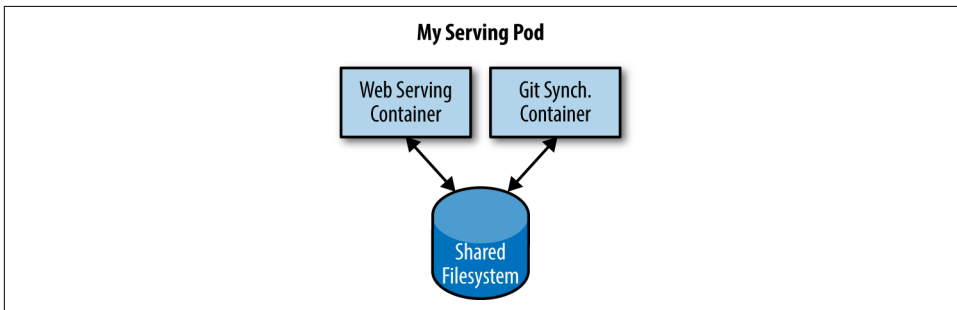 My Serving Pod
Web Serving
Container
Git Synch.
Container
Shared
Filesystem